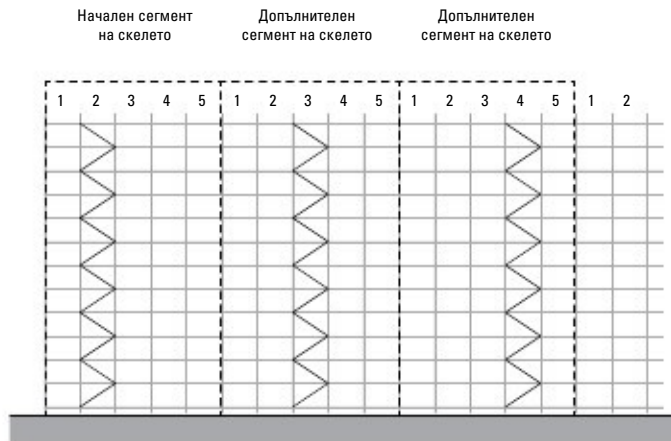 Начален сегмент
на скелето
Допълнителен
сегмент на скелето
Допълнителен
сегмент на скелето
1 2 3 4 5 1 2 3 4 5 1 2 3 4 5 1 2